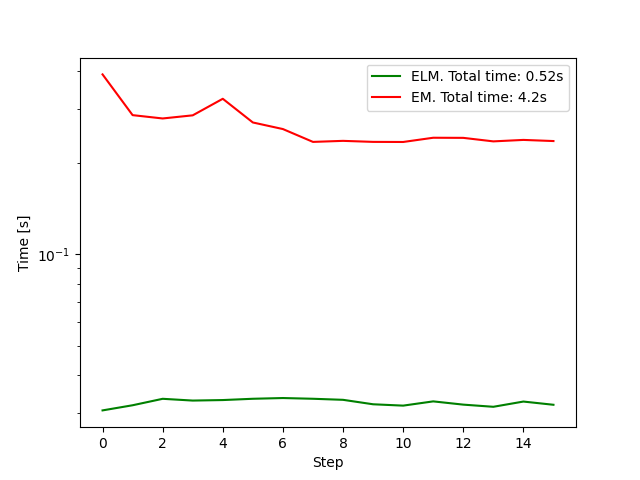 ELM. Total time: 0.52s
EM. Total time: 4.2s
Time [s]
10⁻¹
0 2 4 6 8 10 12 14
Step